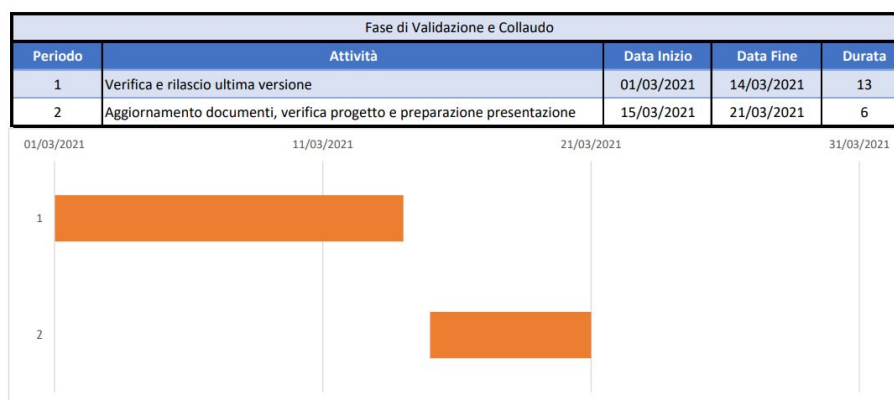 Fase di Validazione e Collaudo
Periodo Attività Data Inizio Data Fine Durata
1 Verifica e rilascio ultima versione 01/03/2021 14/03/2021 13
2 Aggiornamento documenti, verifica progetto e preparazione presentazione 15/03/2021 21/03/2021 6
01/03/2021 11/03/2021 21/03/2021 31/03/2021
1
2